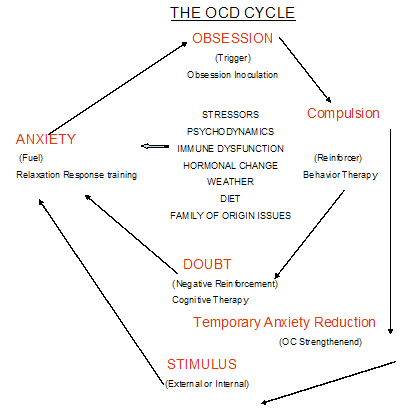 THE OCD CYCLE
OBSESSION
(Trigger)
Obsession Inoculation
Compulsion
(Reinforcer)
Behavior Therapy
STRESSORS
PSYCHODYNAMICS
IMMUNE DYSFUNCTION
HORMONAL CHANGE
WEATHER
DIET
FAMILY OF ORIGIN ISSUES
ANXIETY
(Fuel)
Relaxation Response training
DOUBT
(Negative Reinforcement)
Cognitive Therapy
Temporary Anxiety Reduction
(OC Strengthenend)
STIMULUS
(External or Internal)